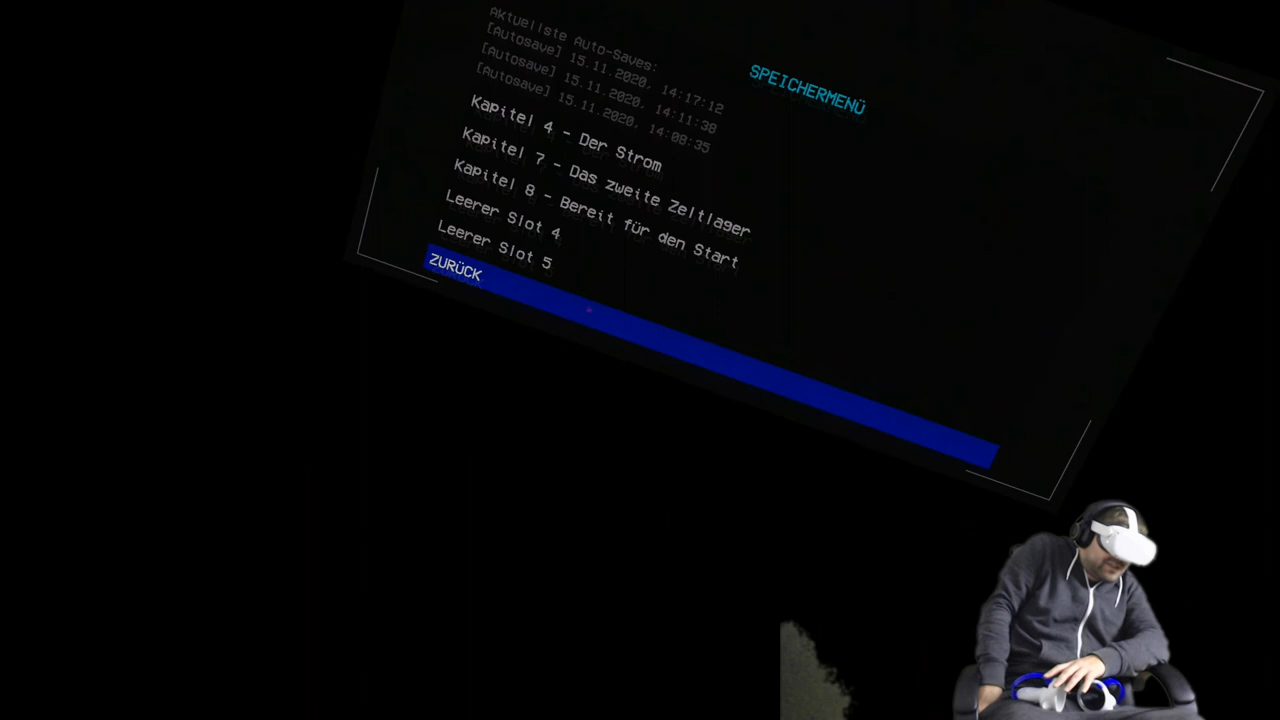 Aktuellste Auto-Saves:
[Autosave] 15.11.2020, 14:17:12
[Autosave] 15.11.2020, 14:11:38
[Autosave] 15.11.2020, 14:08:35
SPEICHERMENÜ
Kapitel 4 - Der Strom
Kapitel 7 - Das zweite Zeltlager
Kapitel 8 - Bereit für den Start
Leerer Slot 4
Leerer Slot 5
ZURÜCK